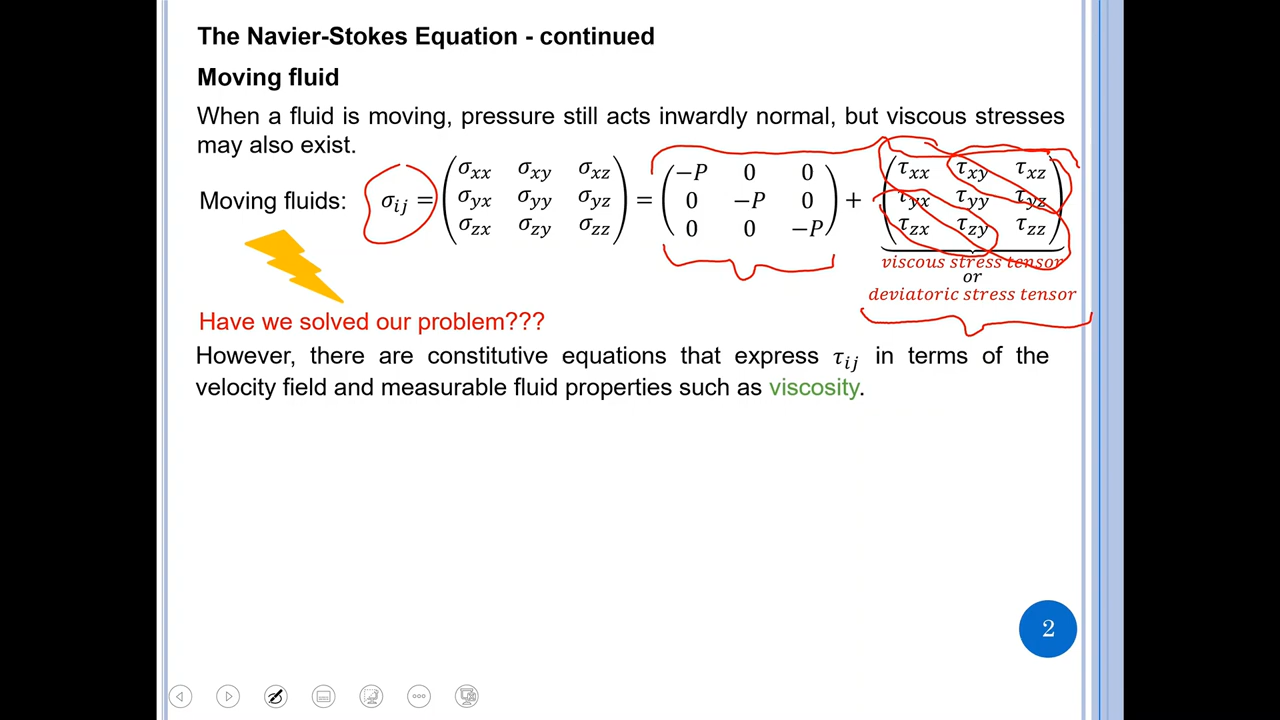 The Navier-Stokes Equation - continued
Moving fluid
When a fluid is moving, pressure still acts inwardly normal, but viscous stresses
may also exist.
Moving fluids: σᵢⱼ = (σxx σxy σxz; σyx σyy σyz; σzx σzy σzz) = (−P 0 0; 0 −P 0; 0 0 −P) + (τxx τxy τxz; τyx τyy τyz; τzx τzy τzz)
viscous stress tensor
or
deviatoric stress tensor
Have we solved our problem???
However, there are constitutive equations that express τᵢⱼ in terms of the
velocity field and measurable fluid properties such as viscosity.
2